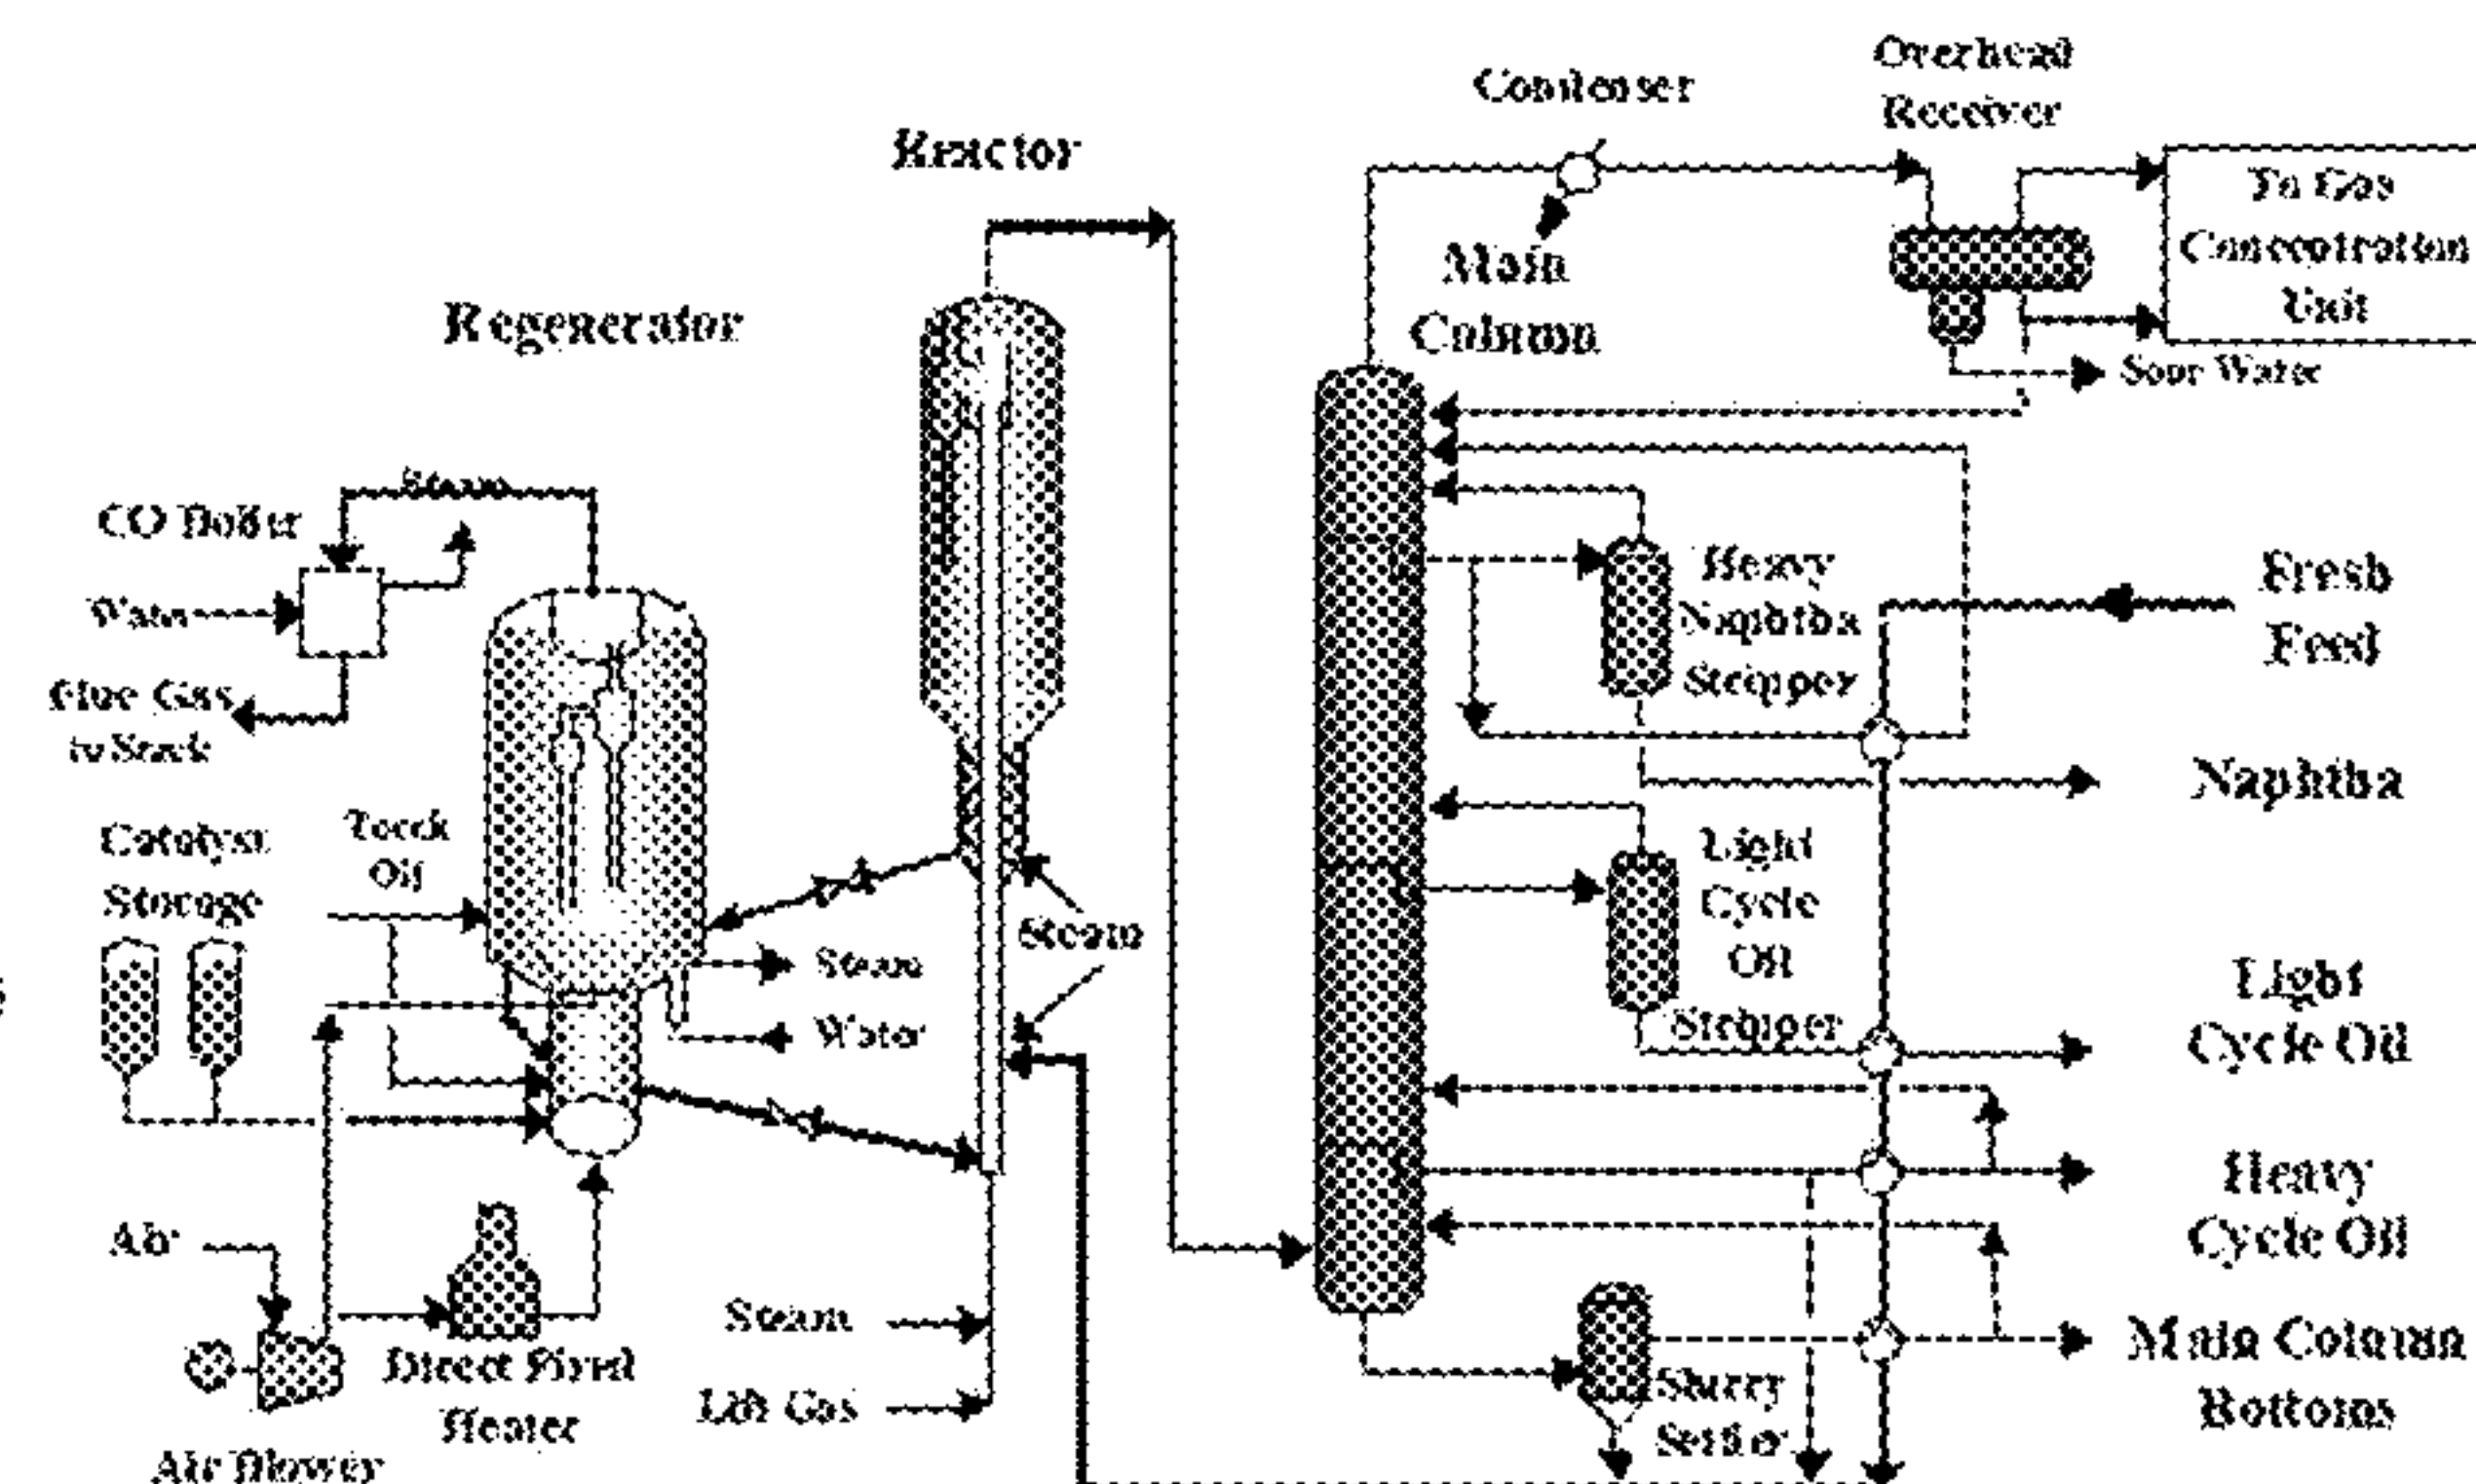 Overhead
Receiver
Condenser
Reactor
To Gas
Concentration
Unit
Main
Column
Regenerator
Sour Water
Steam
CO Boiler
Water
Flue Gas
to Stack
Heavy
Naphtha
Stripper
Fresh
Feed
Naphtha
Catalyst
Storage
Torch
Oil
Light
Cycle
Oil
Stripper
Steam
Steam
Water
Light
Cycle Oil
Heavy
Cycle Oil
Air
Steam
Lift Gas
Direct Fired
Heater
Air Blower
Slurry
Settler
Main Column
Bottoms